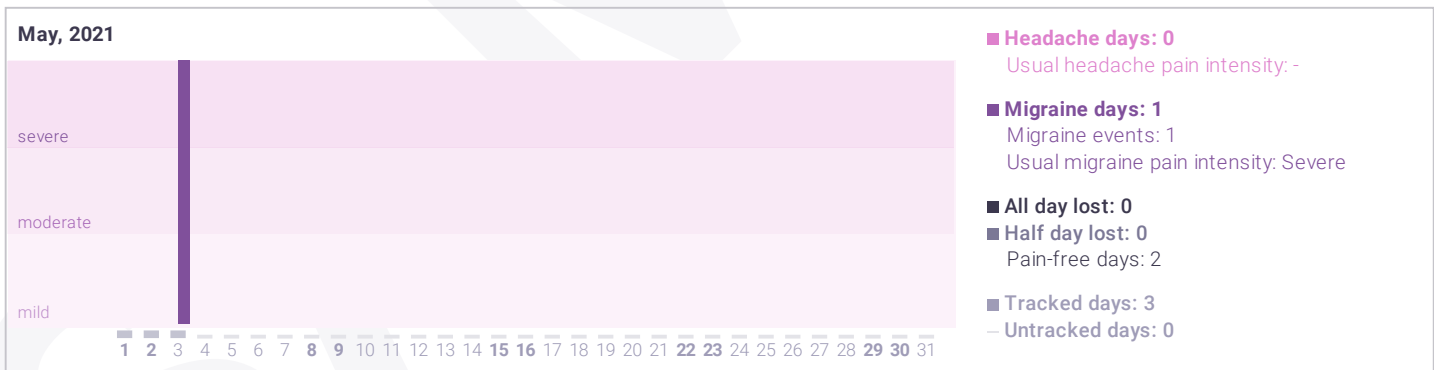 May, 2021
severe
moderate
mild
1 2 3 4 5 6 7 8 9 10 11 12 13 14 15 16 17 18 19 20 21 22 23 24 25 26 27 28 29 30 31
Headache days: 0
Usual headache pain intensity: -
Migraine days: 1
Migraine events: 1
Usual migraine pain intensity: Severe
All day lost: 0
Half day lost: 0
Pain-free days: 2
Tracked days: 3
Untracked days: 0